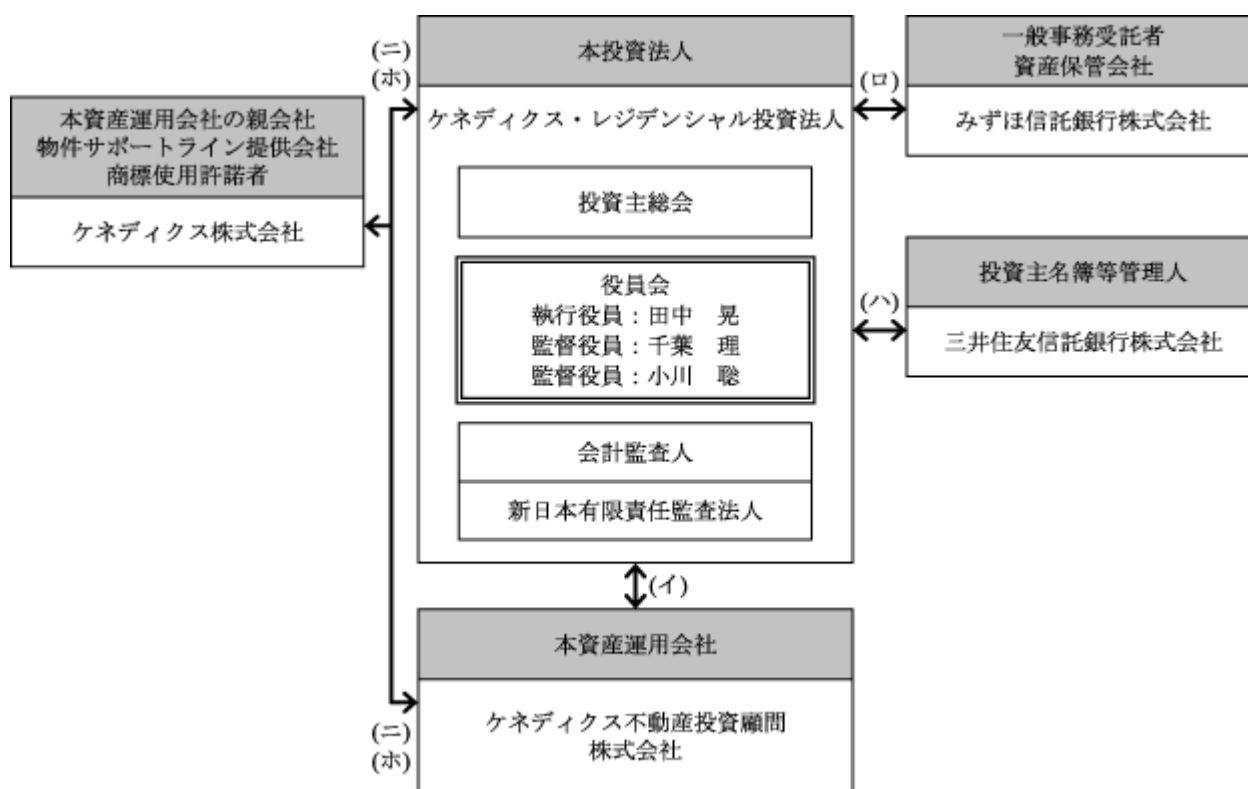 (ニ)
(ホ)
本投資法人
ケネディクス・レジデンシャル投資法人
投資主総会
役員会
執行役員：田中　晃
監督役員：千葉　理
監督役員：小川　聡
会計監査人
新日本有限責任監査法人
(ロ)
一般事務受託者
資産保管会社
みずほ信託銀行株式会社
本資産運用会社の親会社
物件サポートライン提供会社
商標使用許諾者
ケネディクス株式会社
(ハ)
投資主名簿等管理人
三井住友信託銀行株式会社
(イ)
本資産運用会社
ケネディクス不動産投資顧問
株式会社
(ニ)
(ホ)